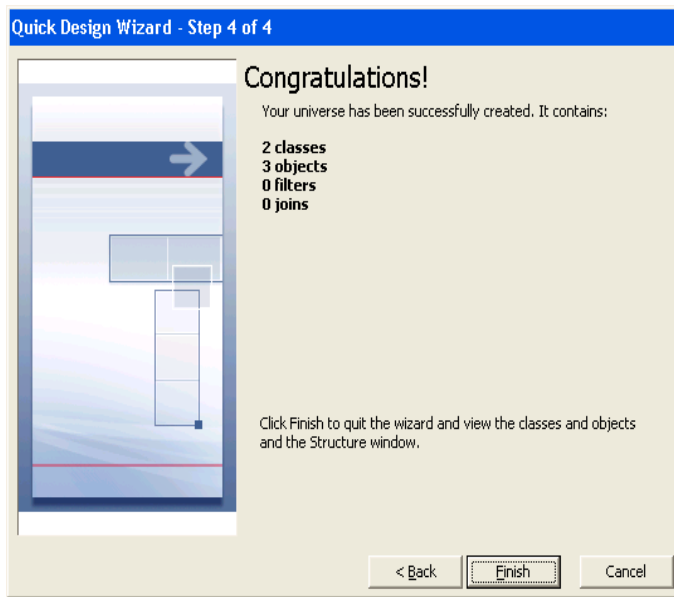 Quick Design Wizard - Step 4 of 4
Congratulations!
Your universe has been successfully created. It contains:
2 classes
3 objects
0 filters
0 joins
Click Finish to quit the wizard and view the classes and objects
and the Structure window.
< Back
Finish
Cancel